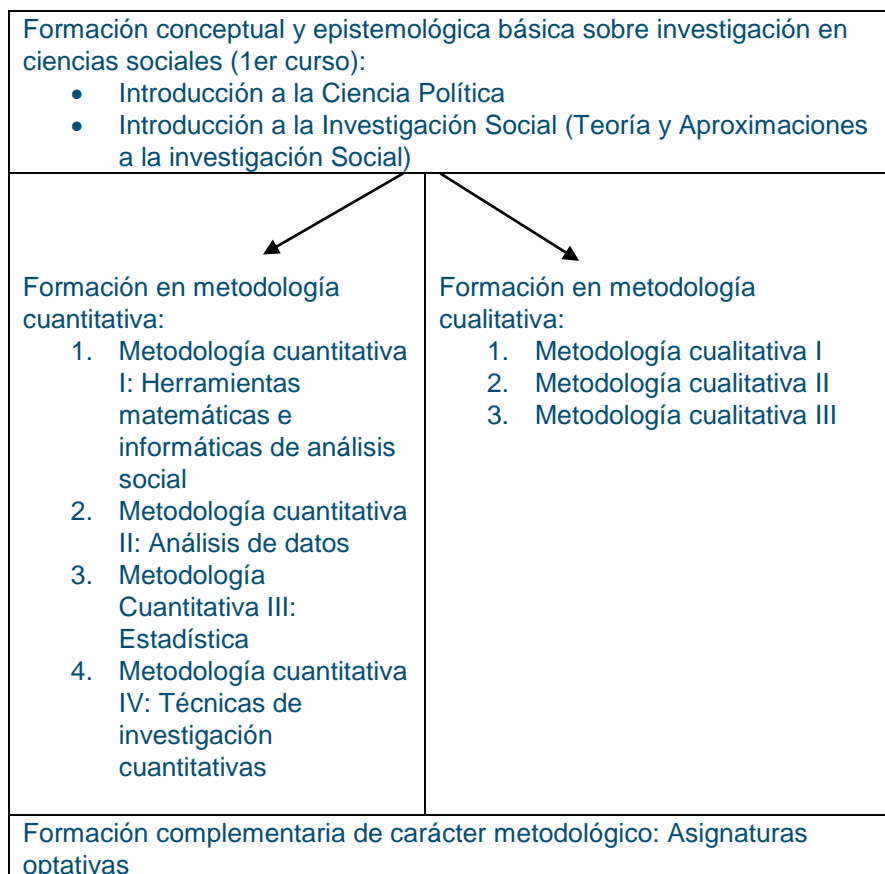 Formación conceptual y epistemológica básica sobre investigación en
ciencias sociales (1er curso):
• Introducción a la Ciencia Política
• Introducción a la Investigación Social (Teoría y Aproximaciones
a la investigación Social)
Formación en metodología
cuantitativa:
1. Metodología cuantitativa
I: Herramientas
matemáticas e
informáticas de análisis
social
2. Metodología cuantitativa
II: Análisis de datos
3. Metodología
Cuantitativa III:
Estadística
4. Metodología cuantitativa
IV: Técnicas de
investigación
cuantitativas
Formación en metodología
cualitativa:
1. Metodología cualitativa I
2. Metodología cualitativa II
3. Metodología cualitativa III
Formación complementaria de carácter metodológico: Asignaturas
optativas